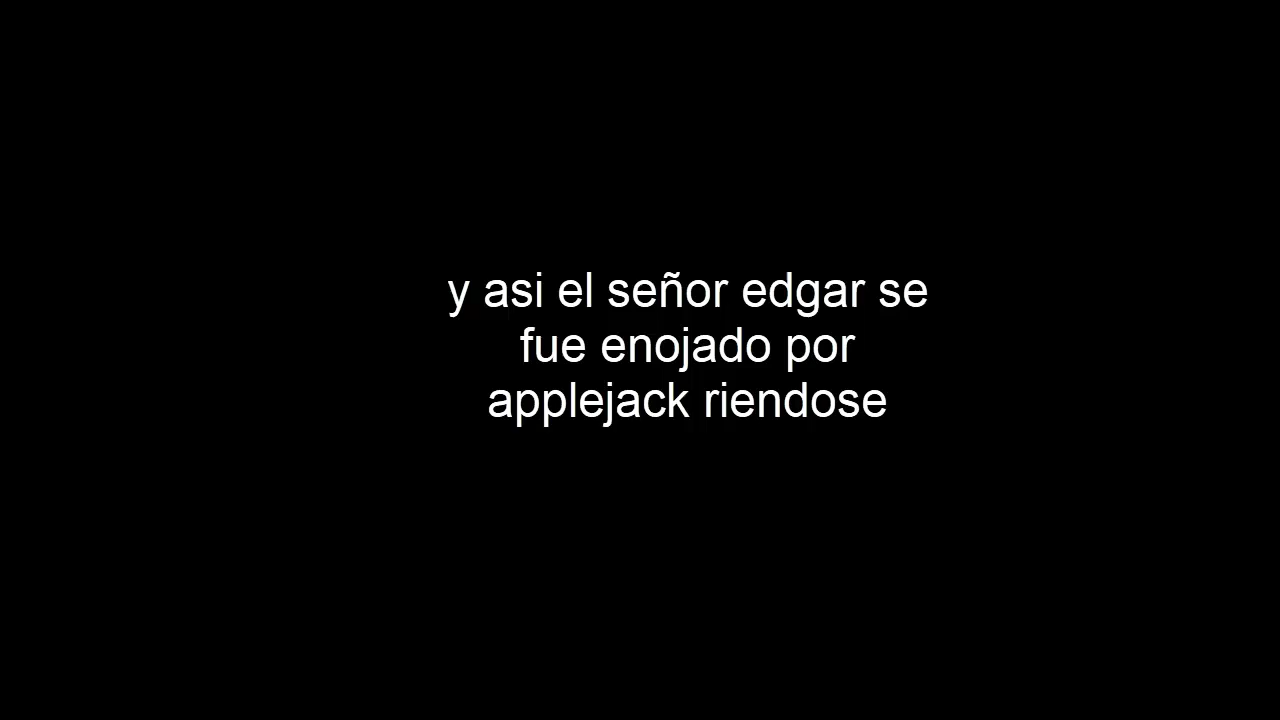 y asi el señor edgar se
fue enojado por
applejack riendose